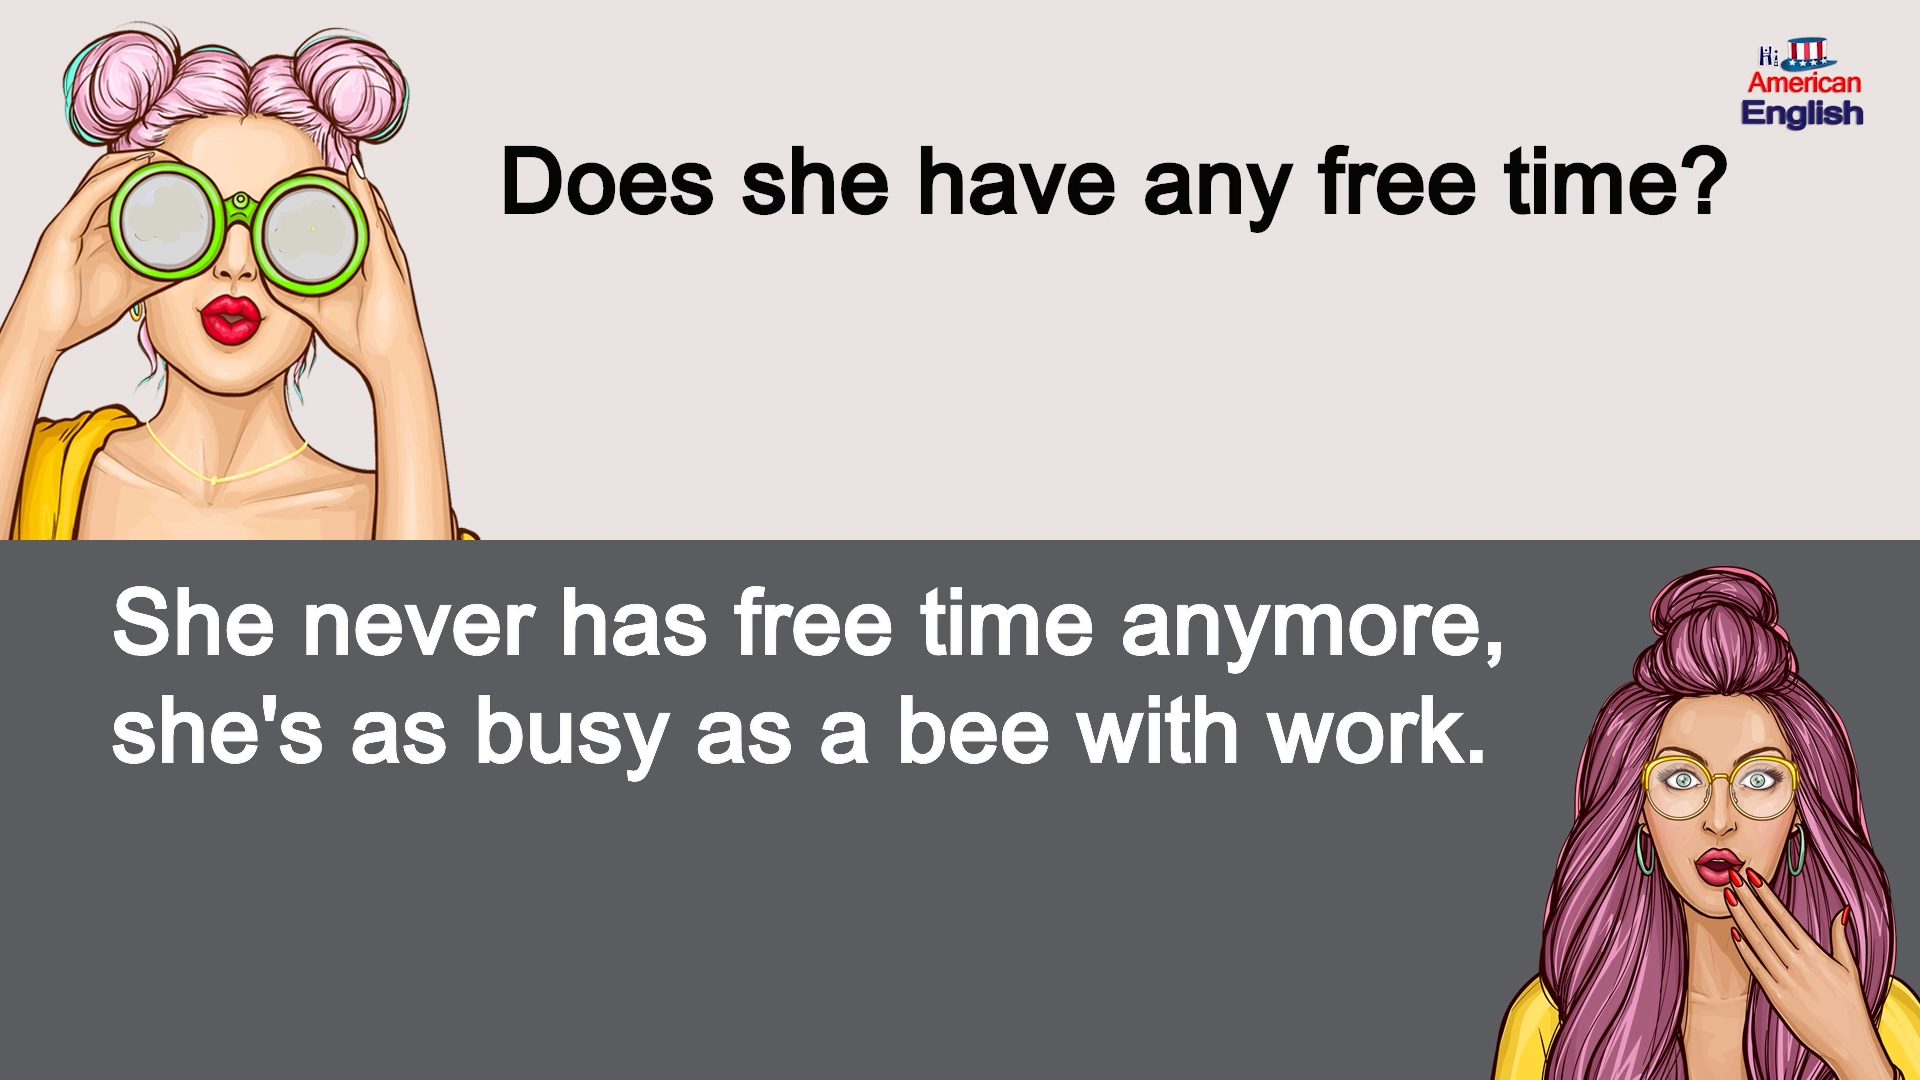 Hi
American
English
Does she have any free time?
She never has free time anymore,
she's as busy as a bee with work.